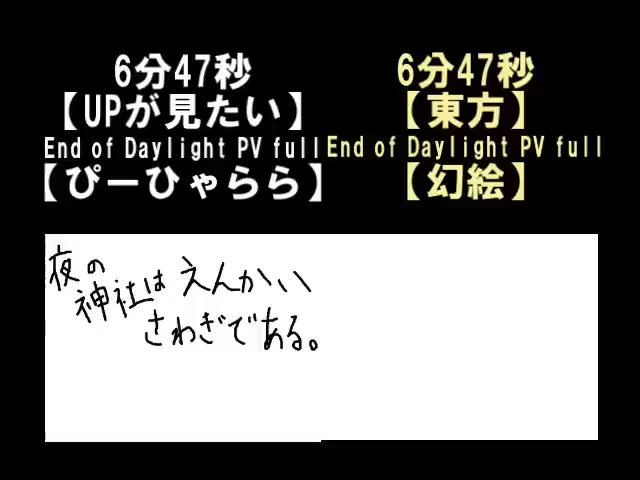 6分47秒
【UPが見たい】
End of Daylight PV full
【ぴーひゃらら】
6分47秒
【東方】
End of Daylight PV full
【幻絵】
夜の
神社はえんかい
さわぎである。